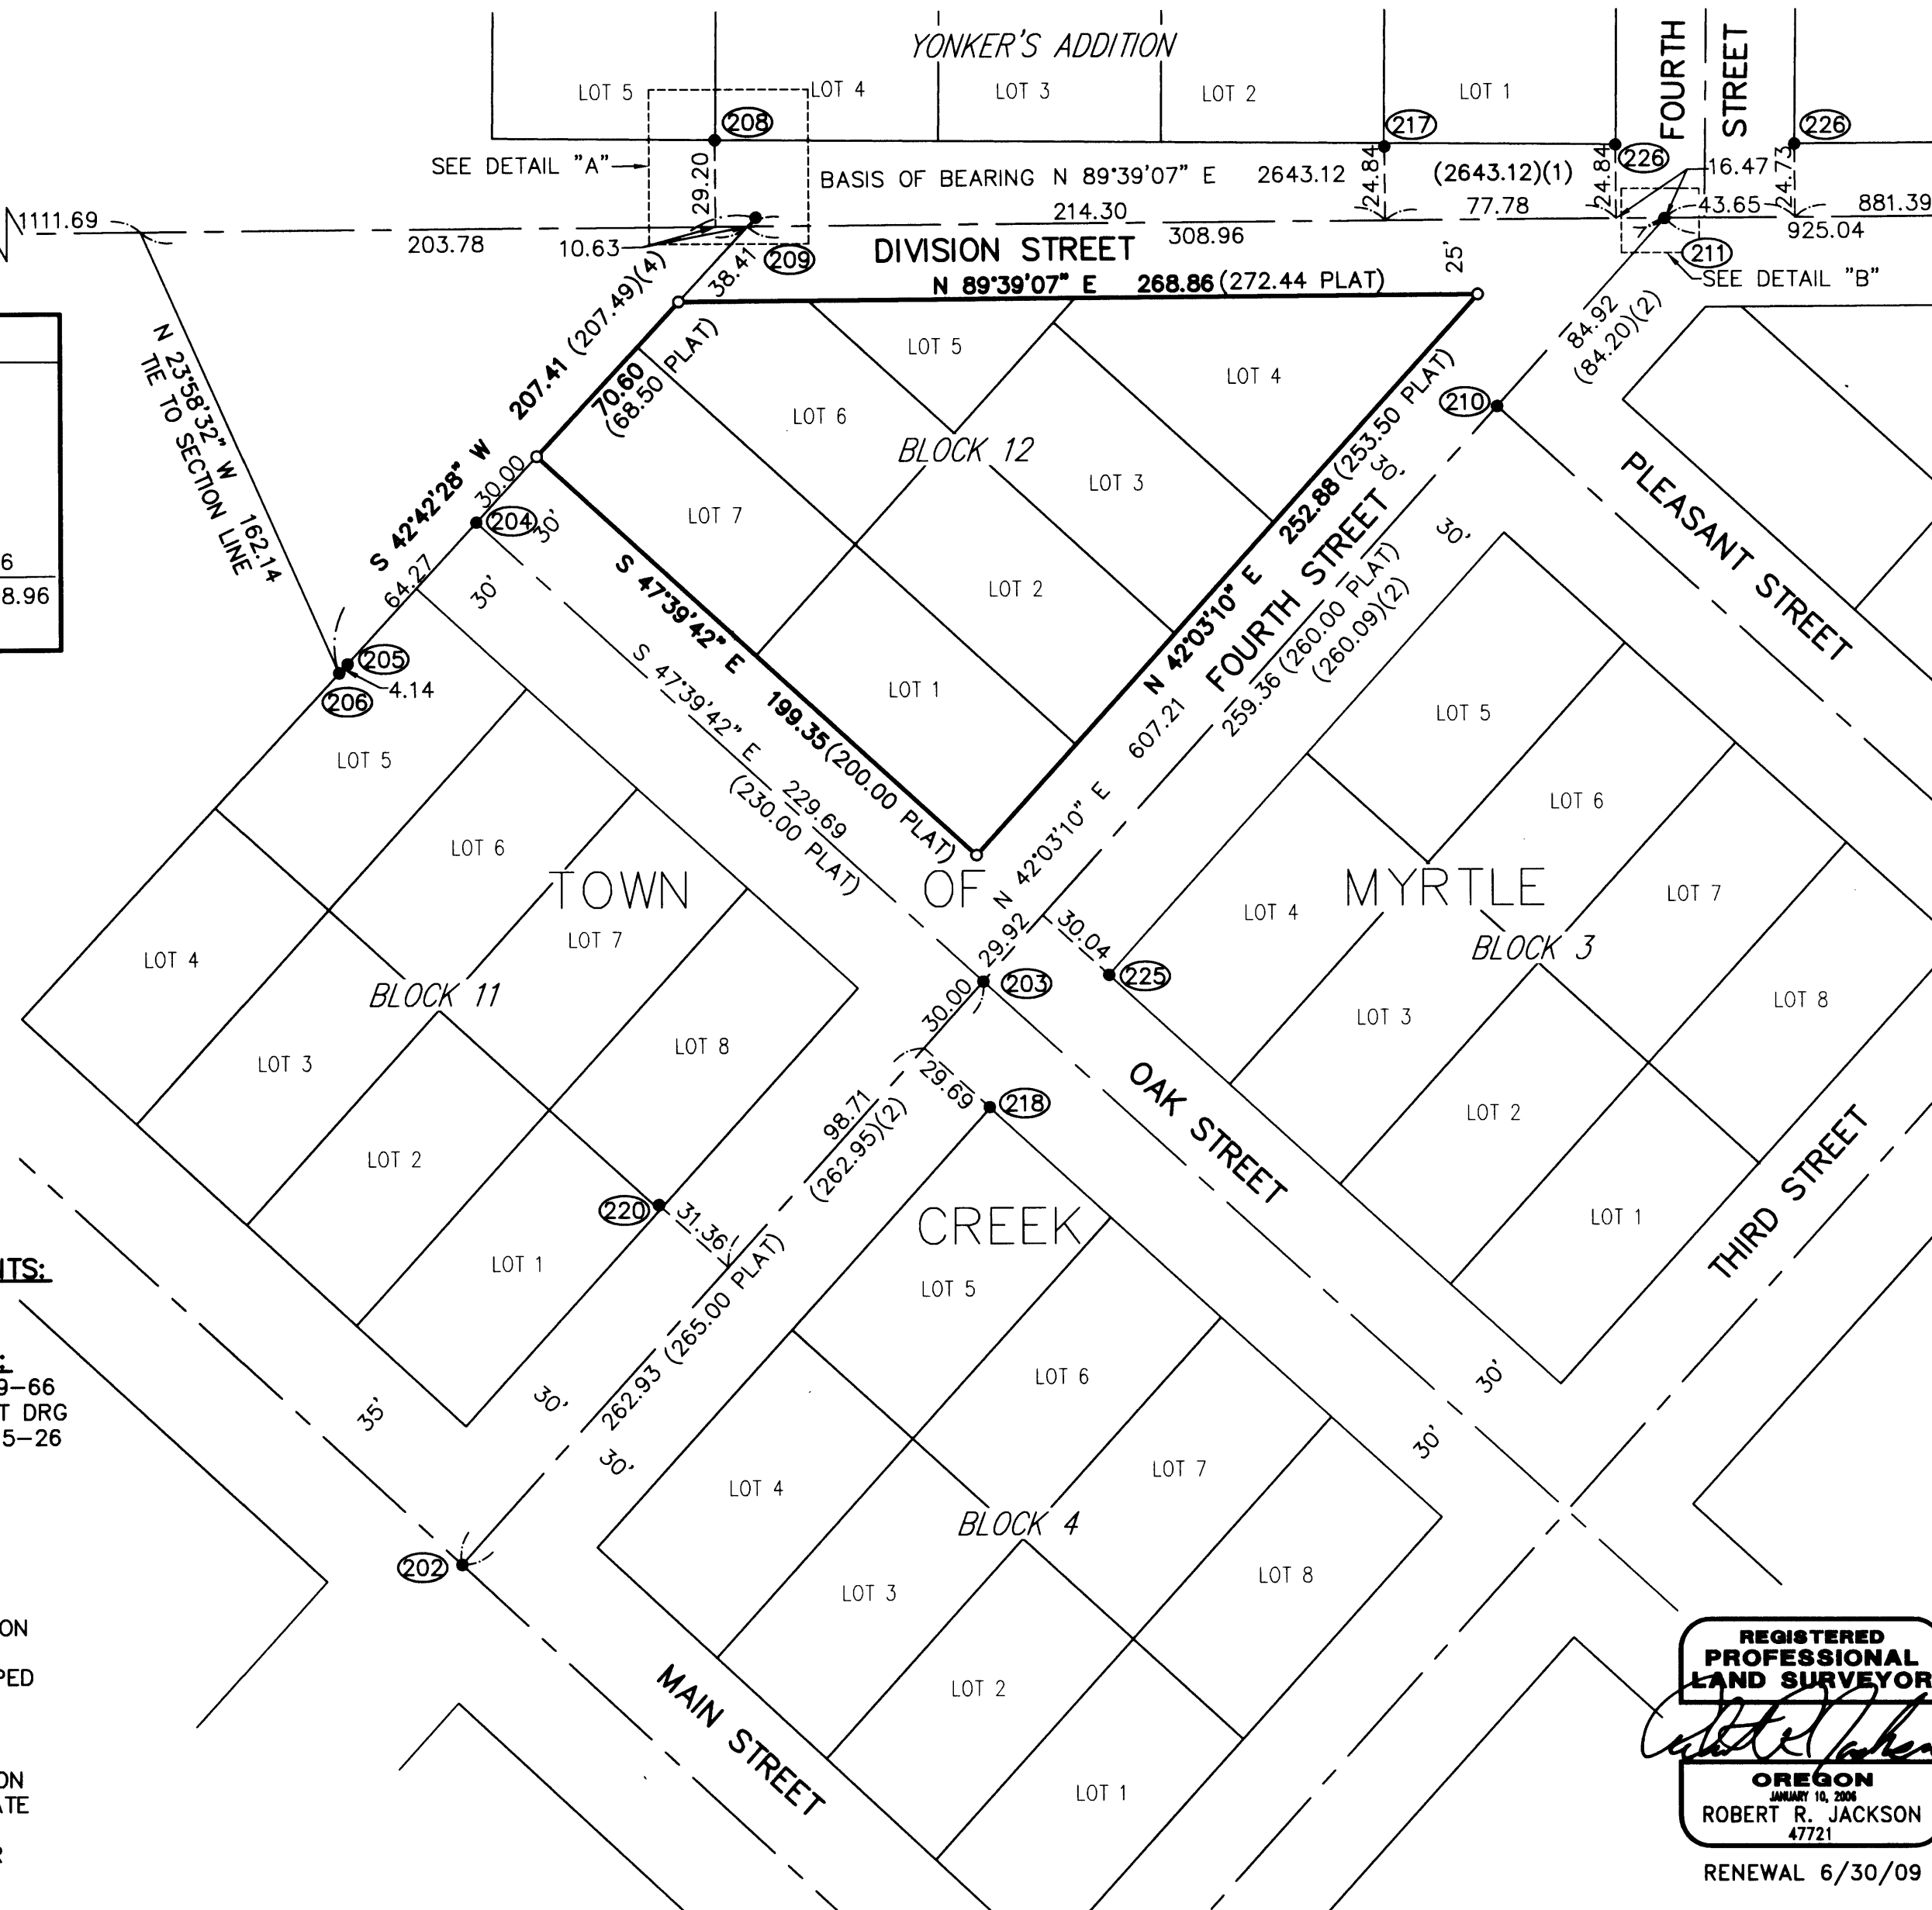 YONKER'S ADDITION
FOURTH STREET
LOT 5
LOT 4
LOT 3
LOT 2
LOT 1
208
217
226
226
SEE DETAIL "A"
29.20
BASIS OF BEARING N 89°39'07" E 2643.12 (2643.12)(1)
24.84
24.84
16.47
24.73
1111.69
214.30
77.78
43.65
881.39
203.78
10.63
209
DIVISION STREET
308.96
25'
211
925.04
38.41
N 89°39'07" E 268.86 (272.44 PLAT)
SEE DETAIL "B"
N 23°58'32" W 162.14
TIE TO SECTION LINE
S 42°42'28" W 207.41 (207.49)(4)
70.60
(68.50 PLAT)
84.92
(84.20)(2)
210
LOT 5
LOT 4
LOT 6
BLOCK 12
LOT 3
LOT 7
LOT 2
LOT 1
30.00
204
30'
30'
64.27
205
4.14
206
6
8.96
S 47°39'42" E 199.35 (200.00 PLAT)
S 47°39'42" E 229.69
(230.00 PLAT)
N 42°03'10" E 252.88 (253.50 PLAT)
30'
FOURTH STREET
30'
N 42°03'10" E 607.21
259.36 (260.00 PLAT)
(260.09)(2)
PLEASANT STREET
TOWN OF MYRTLE
CREEK
LOT 5
LOT 6
LOT 4
LOT 7
BLOCK 11
LOT 3
LOT 8
LOT 2
LOT 1
LOT 5
LOT 6
LOT 4
LOT 7
BLOCK 3
LOT 3
LOT 8
LOT 2
LOT 1
29.92
30.04
225
203
30.00
29.69
218
98.71
(262.95)(2)
220
31.36
262.93 (265.00 PLAT)
OAK STREET
THIRD STREET
30'
30'
35'
30'
30'
202
LOT 5
LOT 6
LOT 4
LOT 7
BLOCK 4
LOT 3
LOT 8
LOT 2
LOT 1
MAIN STREET
NTS:
:
9-66
T DRG
5-26
ON
PED
ON
ATE
R
REGISTERED
PROFESSIONAL
LAND SURVEYOR
OREGON
JANUARY 10, 2006
ROBERT R. JACKSON
47721
RENEWAL 6/30/09